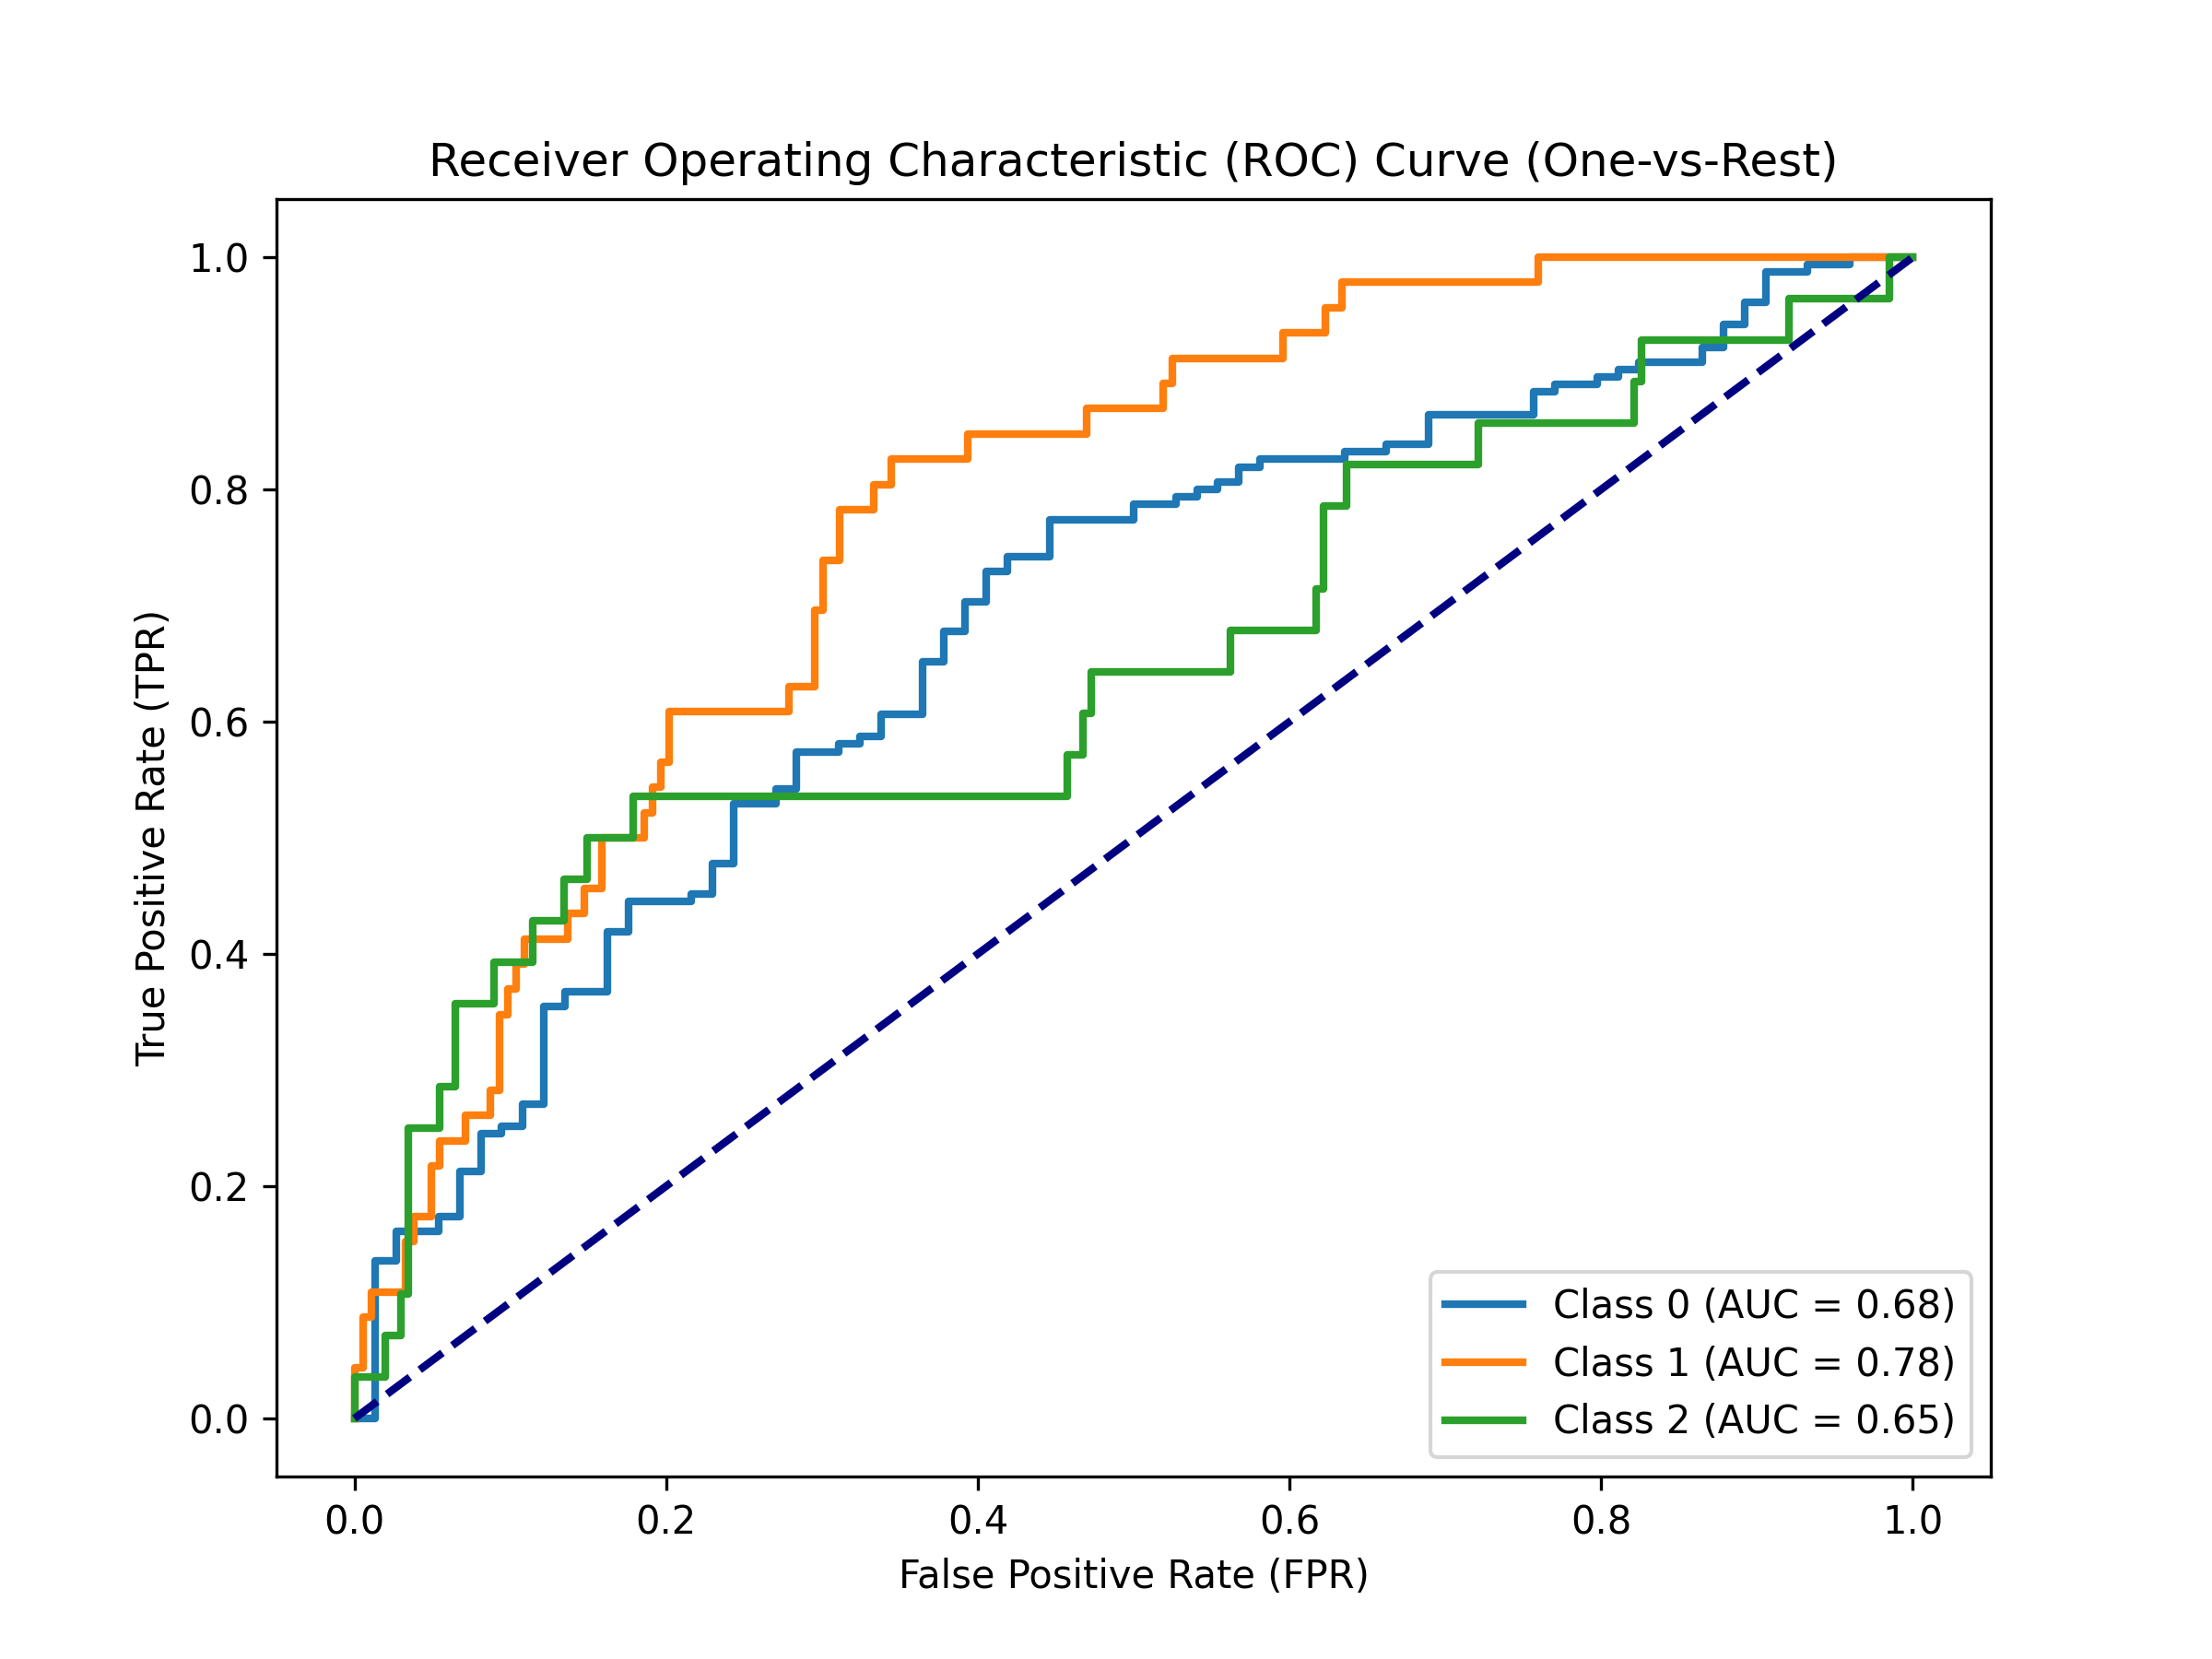 Receiver Operating Characteristic (ROC) Curve (One-vs-Rest)
True Positive Rate (TPR)
1.0
0.8
0.6
0.4
0.2
0.0
Class 0 (AUC = 0.68)
Class 1 (AUC = 0.78)
Class 2 (AUC = 0.65)
0.0 0.2 0.4 0.6 0.8 1.0
False Positive Rate (FPR)